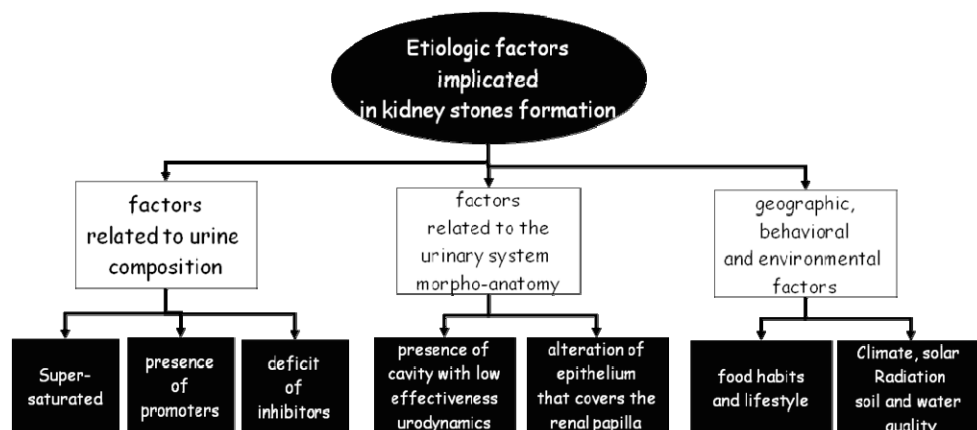 Etiologic factors
implicated
in kidney stones formation
factors
related to urine
composition
factors
related to the
urinary system
morpho-anatomy
geographic,
behavioral
and environmental
factors
Super-
saturated
presence
of
promoters
deficit
of
inhibitors
presence of
cavity with low
effectiveness
urodynamics
alteration of
epithelium
that covers the
renal papilla
food habits
and lifestyle
Climate, solar
Radiation
soil and water
quality